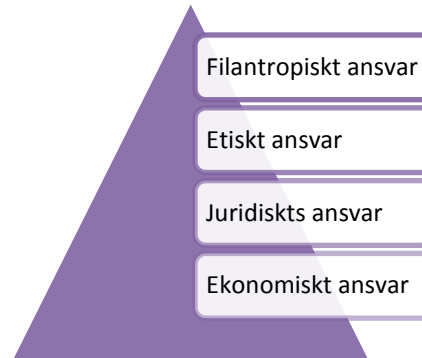 Filantropiskt ansvar
Etiskt ansvar
Juridiskts ansvar
Ekonomiskt ansvar